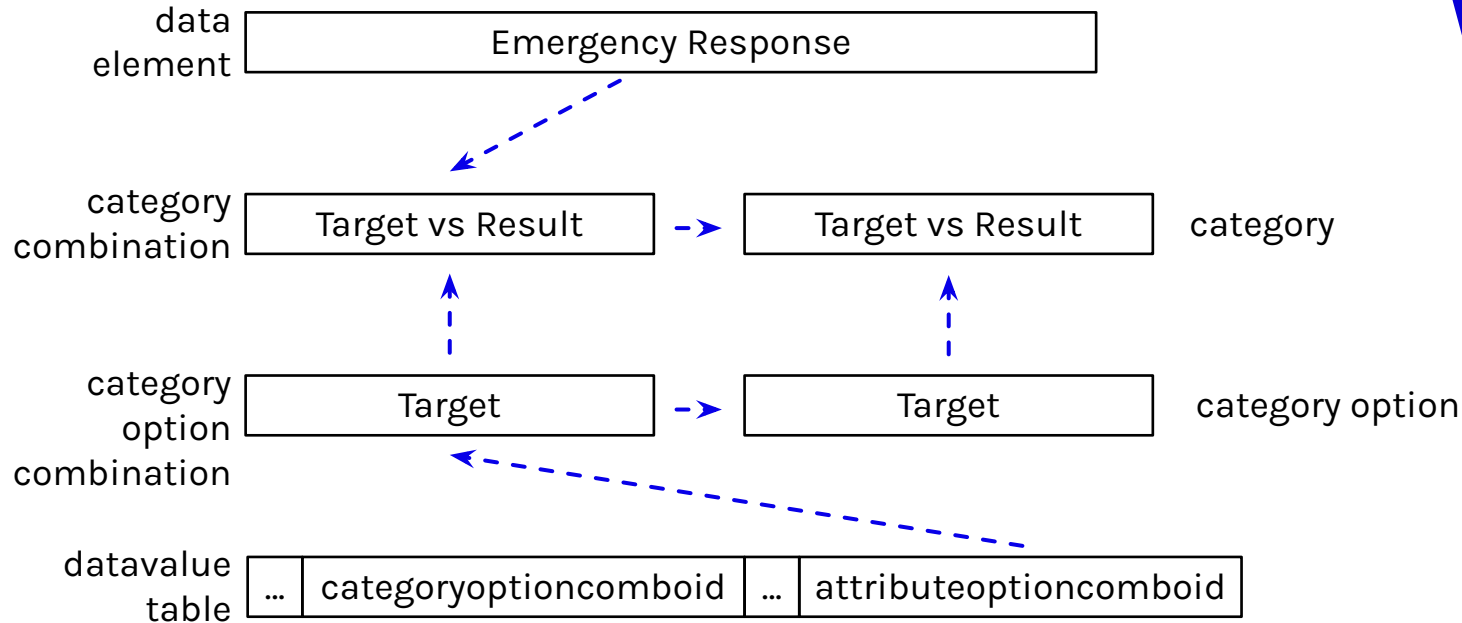 data
element
Emergency Response
category
combination
Target vs Result
Target vs Result
category
category
option
combination
Target
Target
category option
datavalue
table
...
categoryoptioncomboid
...
attributeoptioncomboid